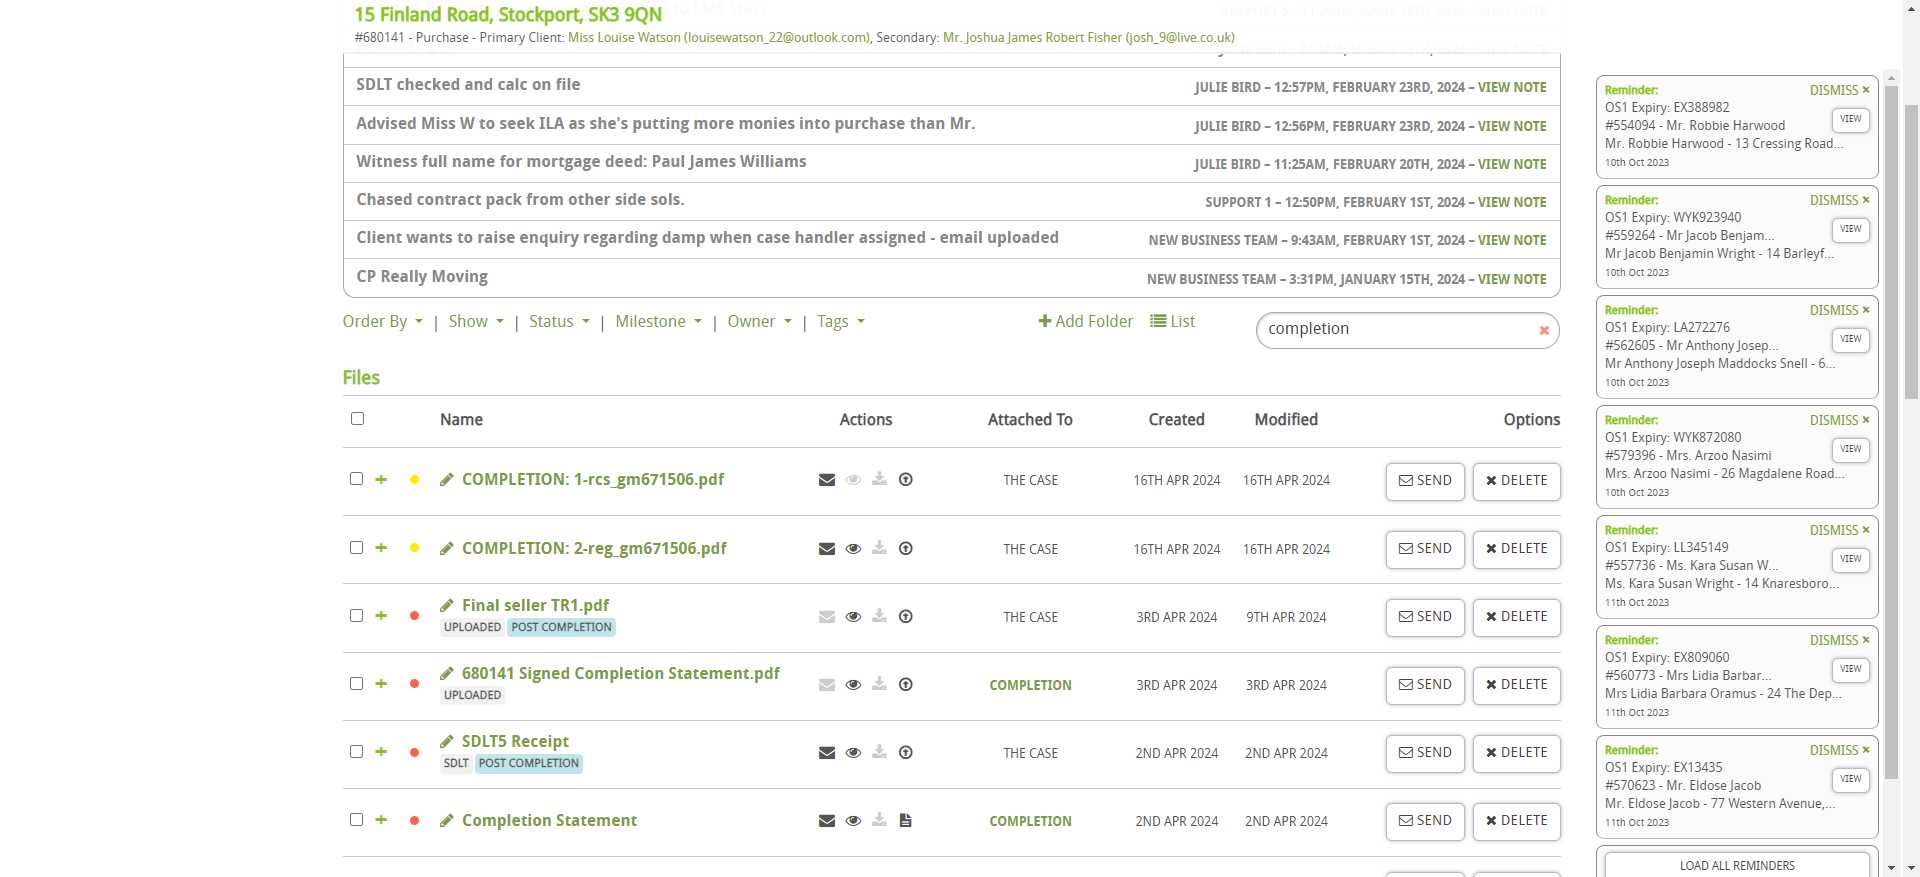 15 Finland Road, Stockport, SK3 9QN
#680141 - Purchase - Primary Client: Miss Louise Watson (louisewatson_22@outlook.com), Secondary: Mr. Joshua James Robert Fisher (josh_9@live.co.uk)
SDLT checked and calc on file JULIE BIRD – 12:57PM, FEBRUARY 23RD, 2024 – VIEW NOTE
Advised Miss W to seek ILA as she's putting more monies into purchase than Mr. JULIE BIRD – 12:56PM, FEBRUARY 23RD, 2024 – VIEW NOTE
Witness full name for mortgage deed: Paul James Williams JULIE BIRD – 11:25AM, FEBRUARY 20TH, 2024 – VIEW NOTE
Chased contract pack from other side sols. SUPPORT 1 – 12:50PM, FEBRUARY 1ST, 2024 – VIEW NOTE
Client wants to raise enquiry regarding damp when case handler assigned - email uploaded NEW BUSINESS TEAM – 9:43AM, FEBRUARY 1ST, 2024 – VIEW NOTE
CP Really Moving NEW BUSINESS TEAM – 3:31PM, JANUARY 15TH, 2024 – VIEW NOTE
Order By | Show | Status | Milestone | Owner | Tags Add Folder List completion
Files
Name Actions Attached To Created Modified Options
COMPLETION: 1-rcs_gm671506.pdf THE CASE 16TH APR 2024 16TH APR 2024 SEND DELETE
COMPLETION: 2-reg_gm671506.pdf THE CASE 16TH APR 2024 16TH APR 2024 SEND DELETE
Final seller TR1.pdf THE CASE 3RD APR 2024 9TH APR 2024 SEND DELETE
UPLOADED POST COMPLETION
680141 Signed Completion Statement.pdf COMPLETION 3RD APR 2024 3RD APR 2024 SEND DELETE
UPLOADED
SDLT5 Receipt THE CASE 2ND APR 2024 2ND APR 2024 SEND DELETE
SDLT POST COMPLETION
Completion Statement COMPLETION 2ND APR 2024 2ND APR 2024 SEND DELETE
Reminder: DISMISS
OS1 Expiry: EX388982
#554094 - Mr. Robbie Harwood VIEW
Mr. Robbie Harwood - 13 Cressing Road...
10th Oct 2023
Reminder: DISMISS
OS1 Expiry: WYK923940
#559264 - Mr Jacob Benjam... VIEW
Mr Jacob Benjamin Wright - 14 Barleyf...
10th Oct 2023
Reminder: DISMISS
OS1 Expiry: LA272276
#562605 - Mr Anthony Josep... VIEW
Mr Anthony Joseph Maddocks Snell - 6...
10th Oct 2023
Reminder: DISMISS
OS1 Expiry: WYK872080
#579396 - Mrs. Arzoo Nasimi VIEW
Mrs. Arzoo Nasimi - 26 Magdalene Road...
10th Oct 2023
Reminder: DISMISS
OS1 Expiry: LL345149
#557736 - Ms. Kara Susan W... VIEW
Ms. Kara Susan Wright - 14 Knaresboro...
11th Oct 2023
Reminder: DISMISS
OS1 Expiry: EX809060
#560773 - Mrs Lidia Barbar... VIEW
Mrs Lidia Barbara Oramus - 24 The Dep...
11th Oct 2023
Reminder: DISMISS
OS1 Expiry: EX13435
#570623 - Mr. Eldose Jacob VIEW
Mr. Eldose Jacob - 77 Western Avenue,...
11th Oct 2023
LOAD ALL REMINDERS